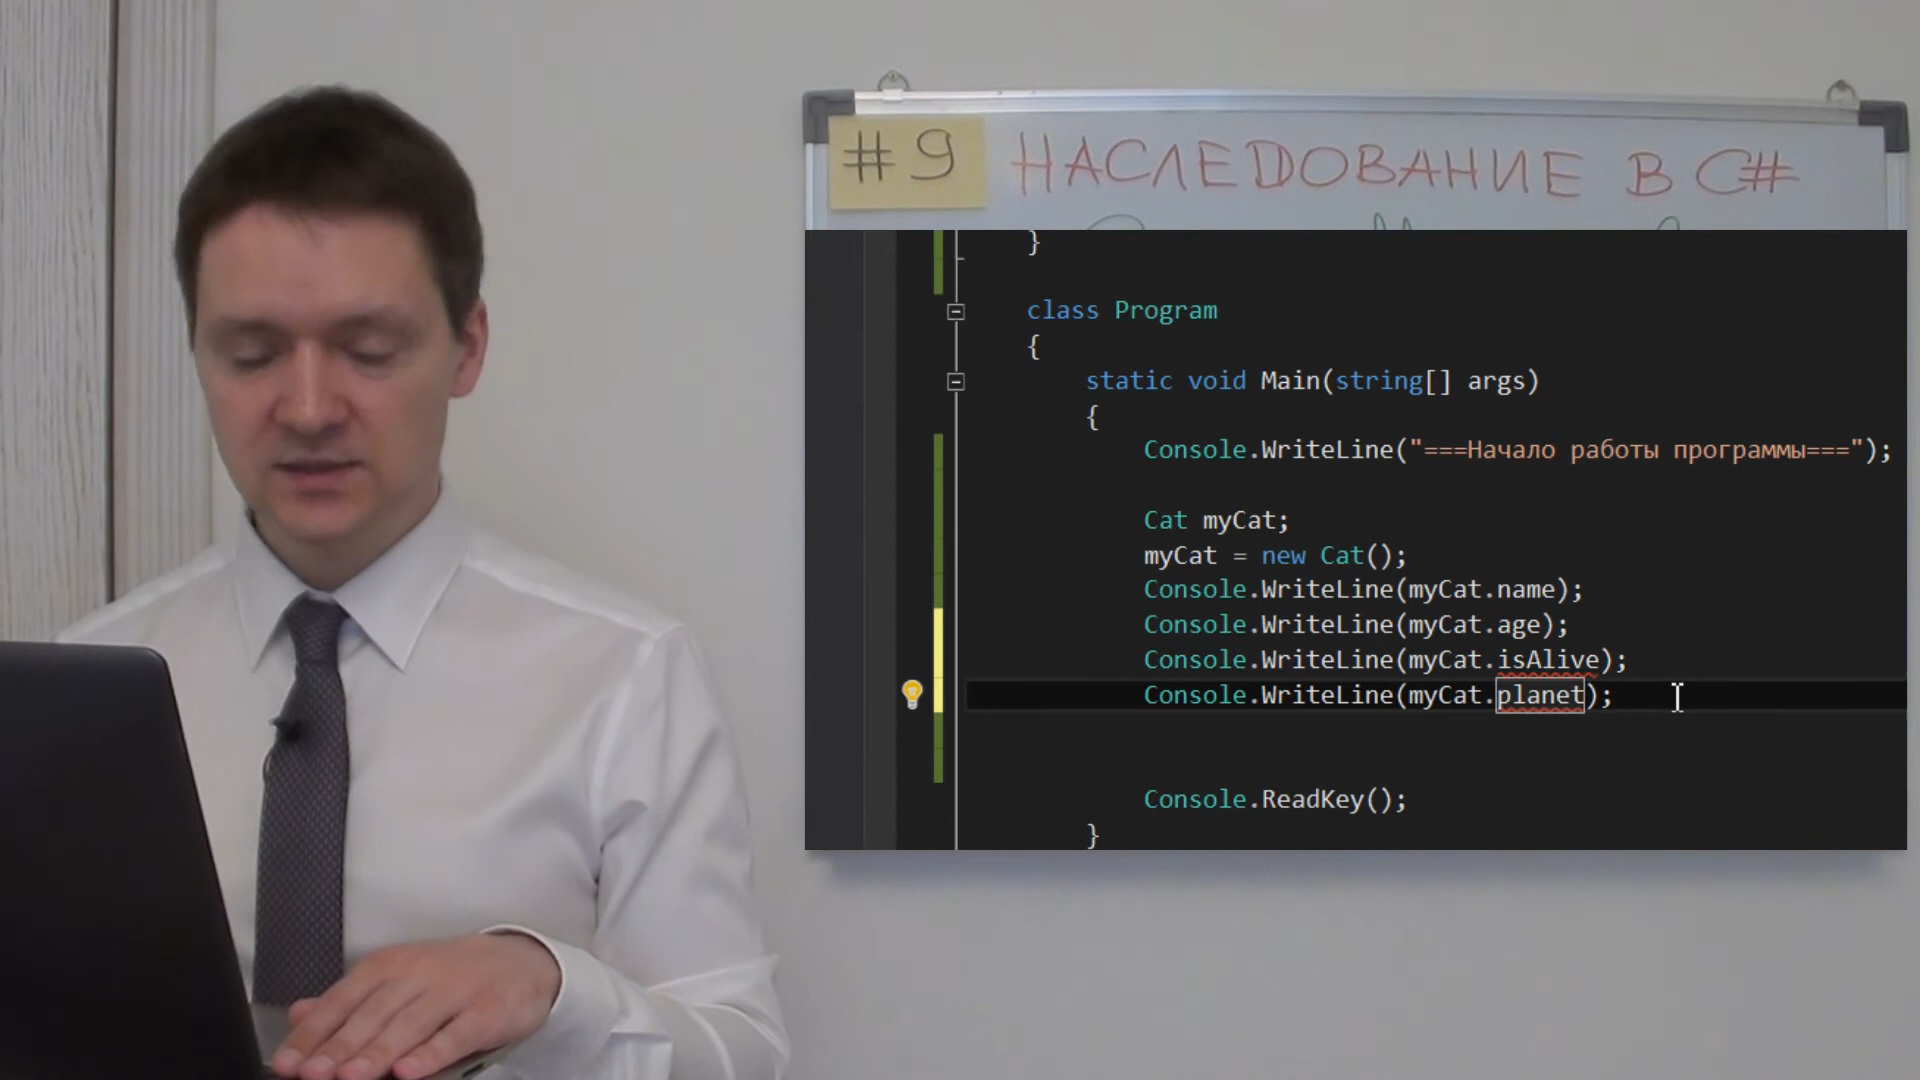 #9 НАСЛЕДОВАНИЕ В C#
}
class Program
{
static void Main(string[] args)
{
Console.WriteLine("===Начало работы программы===");
Cat myCat;
myCat = new Cat();
Console.WriteLine(myCat.name);
Console.WriteLine(myCat.age);
Console.WriteLine(myCat.isAlive);
Console.WriteLine(myCat.planet);
Console.ReadKey();
}